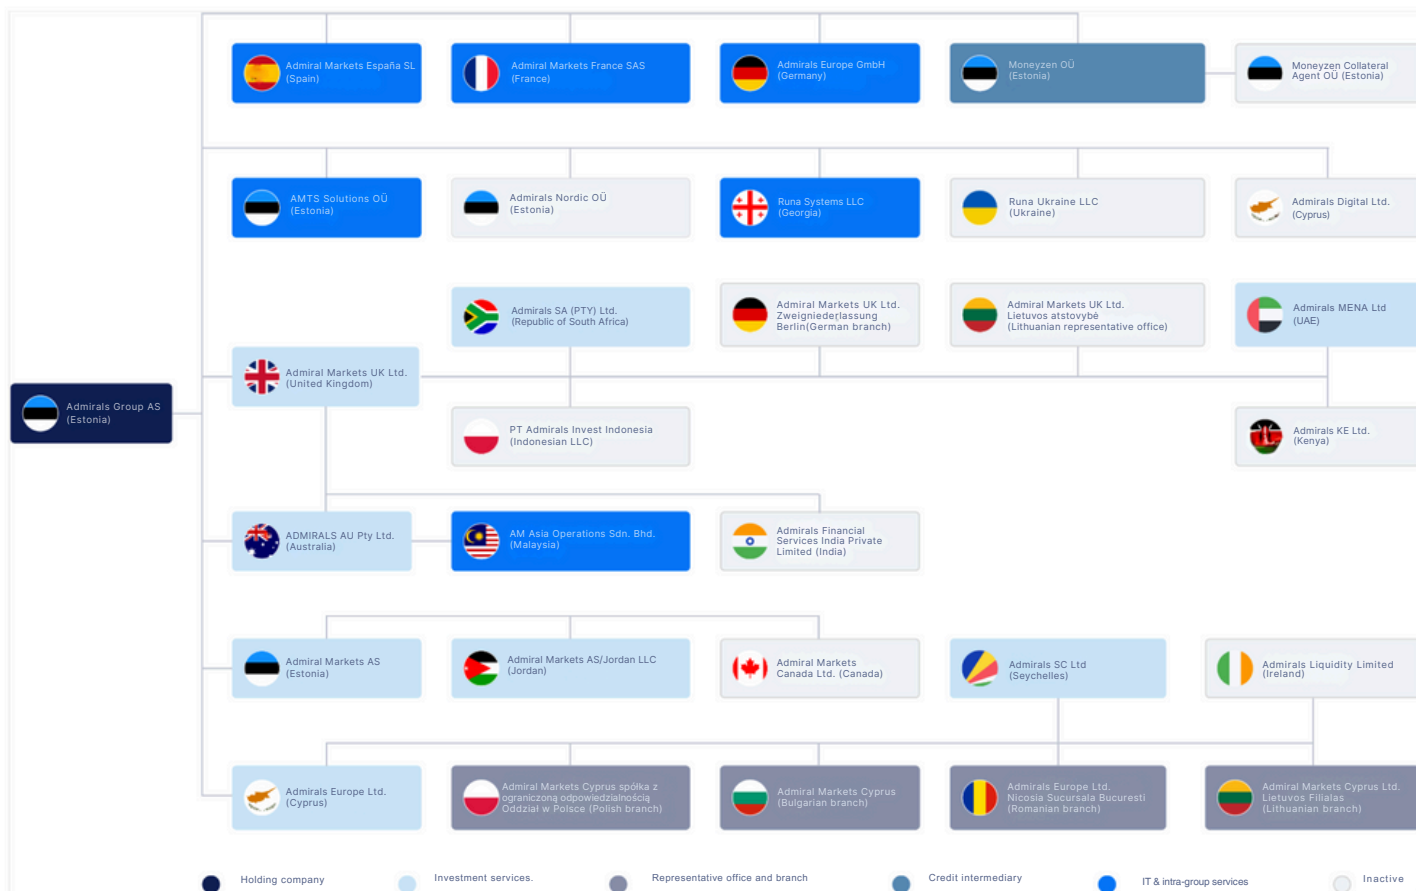 Admiral Markets España SL
(Spain)
Admiral Markets France SAS
(France)
Admirals Europe GmbH
(Germany)
Moneyzen OÜ
(Estonia)
Moneyzen Collateral
Agent OÜ (Estonia)
AMTS Solutions OÜ
(Estonia)
Admirals Nordic OÜ
(Estonia)
Runa Systems LLC
(Georgia)
Runa Ukraine LLC
(Ukraine)
Admirals Digital Ltd.
(Cyprus)
Admirals SA (PTY) Ltd.
(Republic of South Africa)
Admiral Markets UK Ltd.
Zweigniederlassung
Berlin(German branch)
Admiral Markets UK Ltd.
Lietuvos atstovybė
(Lithuanian representative office)
Admirals MENA Ltd
(UAE)
Admiral Markets UK Ltd.
(United Kingdom)
Admirals Group AS
(Estonia)
PT Admirals Invest Indonesia
(Indonesian LLC)
Admirals KE Ltd.
(Kenya)
ADMIRALS AU Pty Ltd.
(Australia)
AM Asia Operations Sdn. Bhd.
(Malaysia)
Admirals Financial
Services India Private
Limited (India)
Admiral Markets AS
(Estonia)
Admiral Markets AS/Jordan LLC
(Jordan)
Admiral Markets
Canada Ltd. (Canada)
Admirals SC Ltd
(Seychelles)
Admirals Liquidity Limited
(Ireland)
Admirals Europe Ltd.
(Cyprus)
Admiral Markets Cyprus spółka z
ograniczoną odpowiedzialnością
Oddział w Polsce (Polish branch)
Admiral Markets Cyprus
(Bulgarian branch)
Admirals Europe Ltd.
Nicosia Sucursala Bucuresti
(Romanian branch)
Admiral Markets Cyprus Ltd.
Lietuvos Filialas
(Lithuanian branch)
Holding company
Investment services.
Representative office and branch
Credit intermediary
IT & intra-group services
Inactive